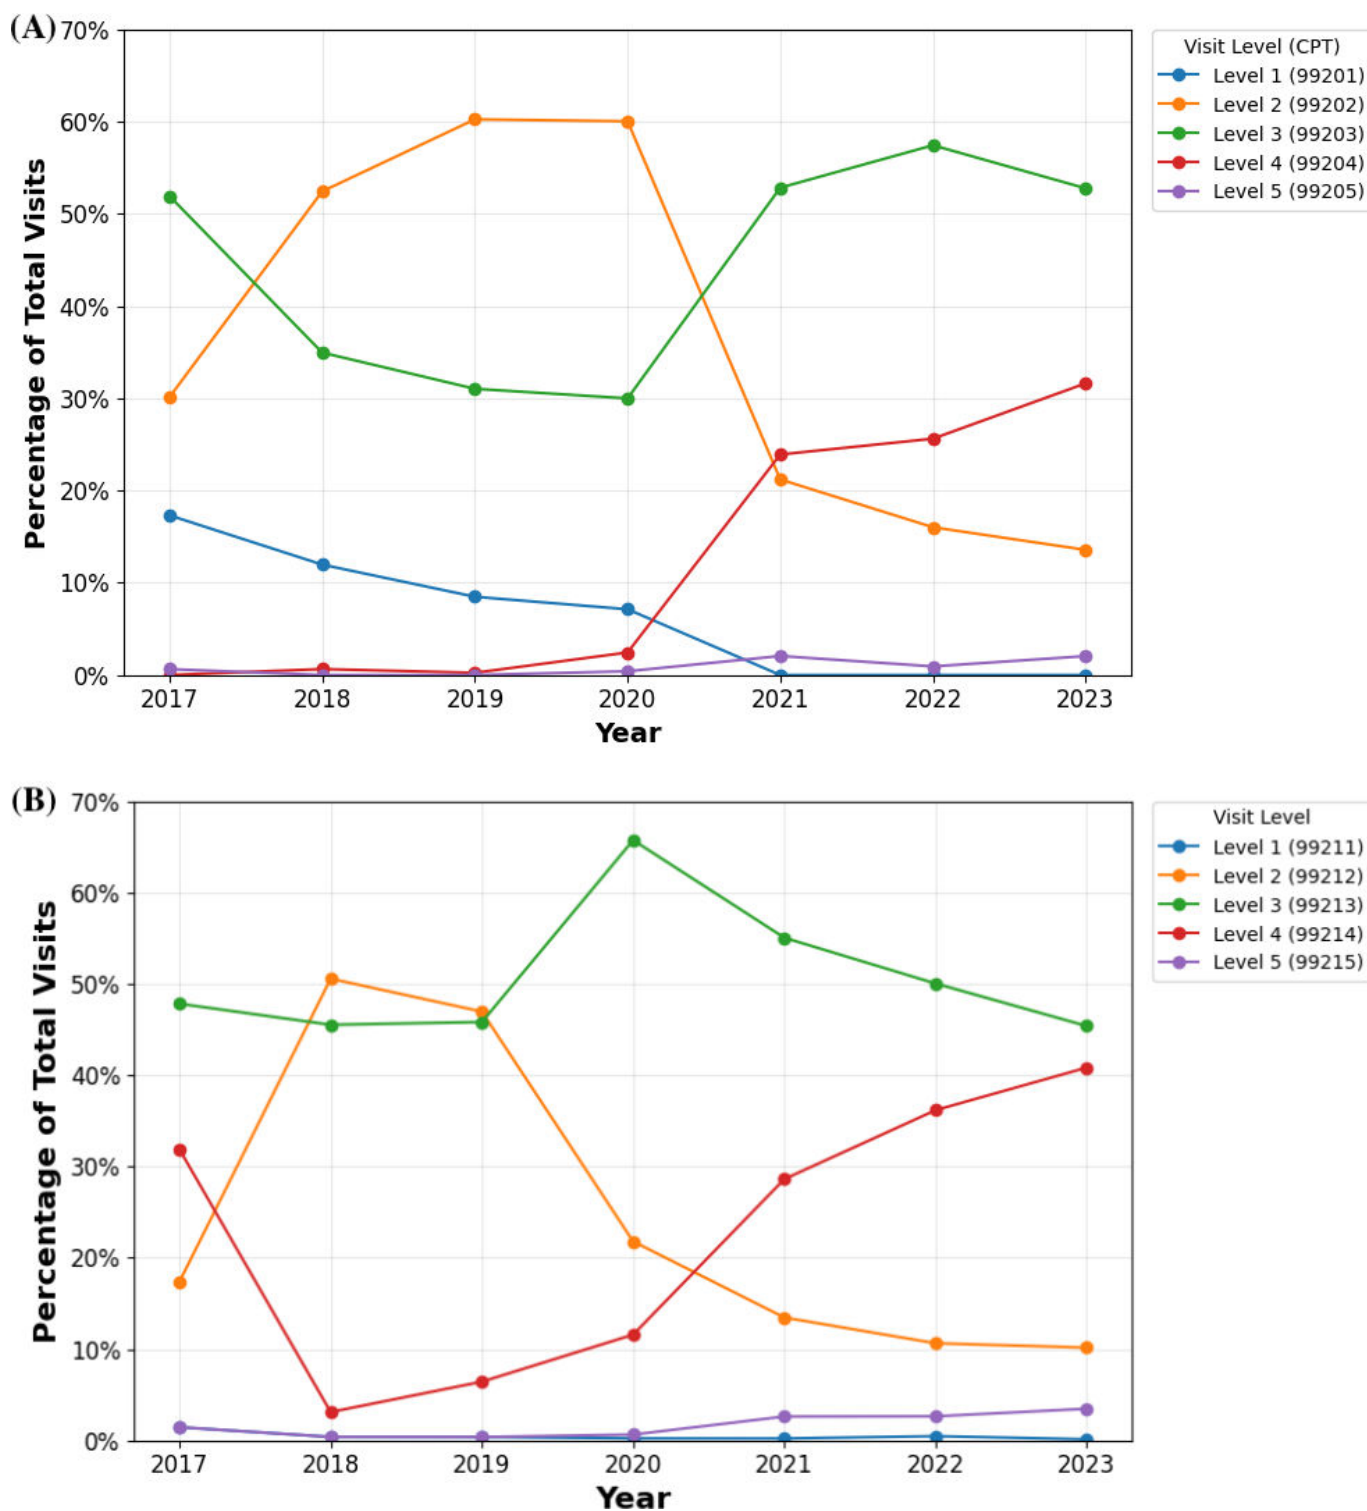 (A)
70%
60%
50%
40%
30%
20%
10%
0%
Percentage of Total Visits
2017 2018 2019 2020 2021 2022 2023
Year
Visit Level (CPT)
Level 1 (99201)
Level 2 (99202)
Level 3 (99203)
Level 4 (99204)
Level 5 (99205)
(B)
70%
60%
50%
40%
30%
20%
10%
0%
Percentage of Total Visits
2017 2018 2019 2020 2021 2022 2023
Year
Visit Level
Level 1 (99211)
Level 2 (99212)
Level 3 (99213)
Level 4 (99214)
Level 5 (99215)